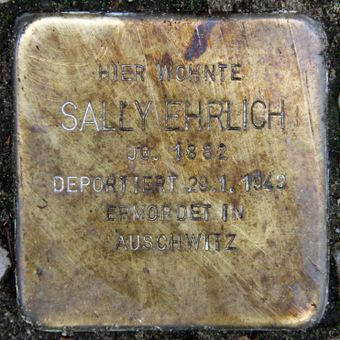 HIER WOHNTE
SALLY EHRLICH
JG. 1882
DEPORTIERT 29.1.1943
ERMORDET IN
AUSCHWITZ